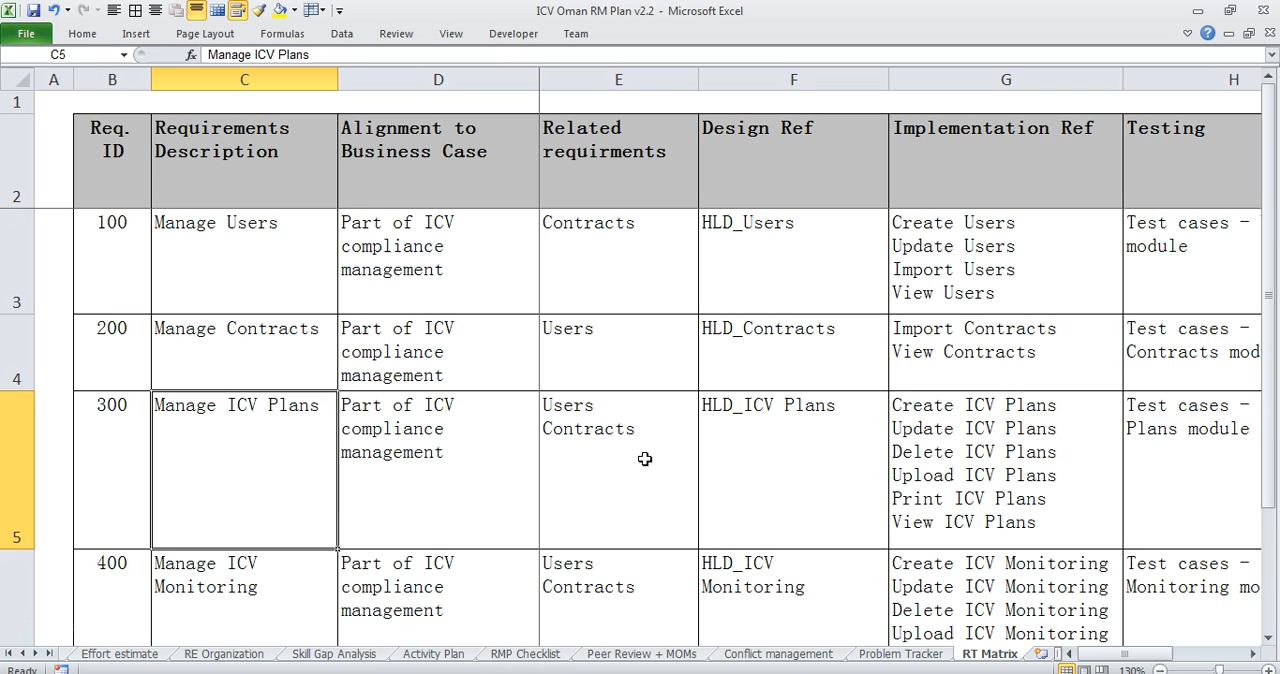 ICV Oman RM Plan v2.2 - Microsoft Excel
File Home Insert Page Layout Formulas Data Review View Developer Team
C5 fx Manage ICV Plans
A B C D E F G H
1
2
Req. ID
Requirements Description
Alignment to Business Case
Related requirments
Design Ref
Implementation Ref
Testing
3
100
Manage Users
Part of ICV
compliance
management
Contracts
HLD_Users
Create Users
Update Users
Import Users
View Users
Test cases -
module
4
200
Manage Contracts
Part of ICV
compliance
management
Users
HLD_Contracts
Import Contracts
View Contracts
Test cases -
Contracts mod
5
300
Manage ICV Plans
Part of ICV
compliance
management
Users
Contracts
HLD_ICV Plans
Create ICV Plans
Update ICV Plans
Delete ICV Plans
Upload ICV Plans
Print ICV Plans
View ICV Plans
Test cases -
Plans module
400
Manage ICV
Monitoring
Part of ICV
compliance
management
Users
Contracts
HLD_ICV
Monitoring
Create ICV Monitoring
Update ICV Monitoring
Delete ICV Monitoring
Upload ICV Monitoring
Test cases -
Monitoring mo
Effort estimate RE Organization Skill Gap Analysis Activity Plan RMP Checklist Peer Review + MOMs Conflict management Problem Tracker RT Matrix
Ready 130%